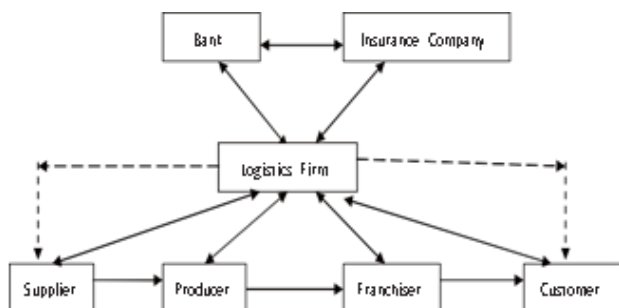 Bant
Insurance Company
Logistics Firm
Supplier
Producer
Franchiser
Customer